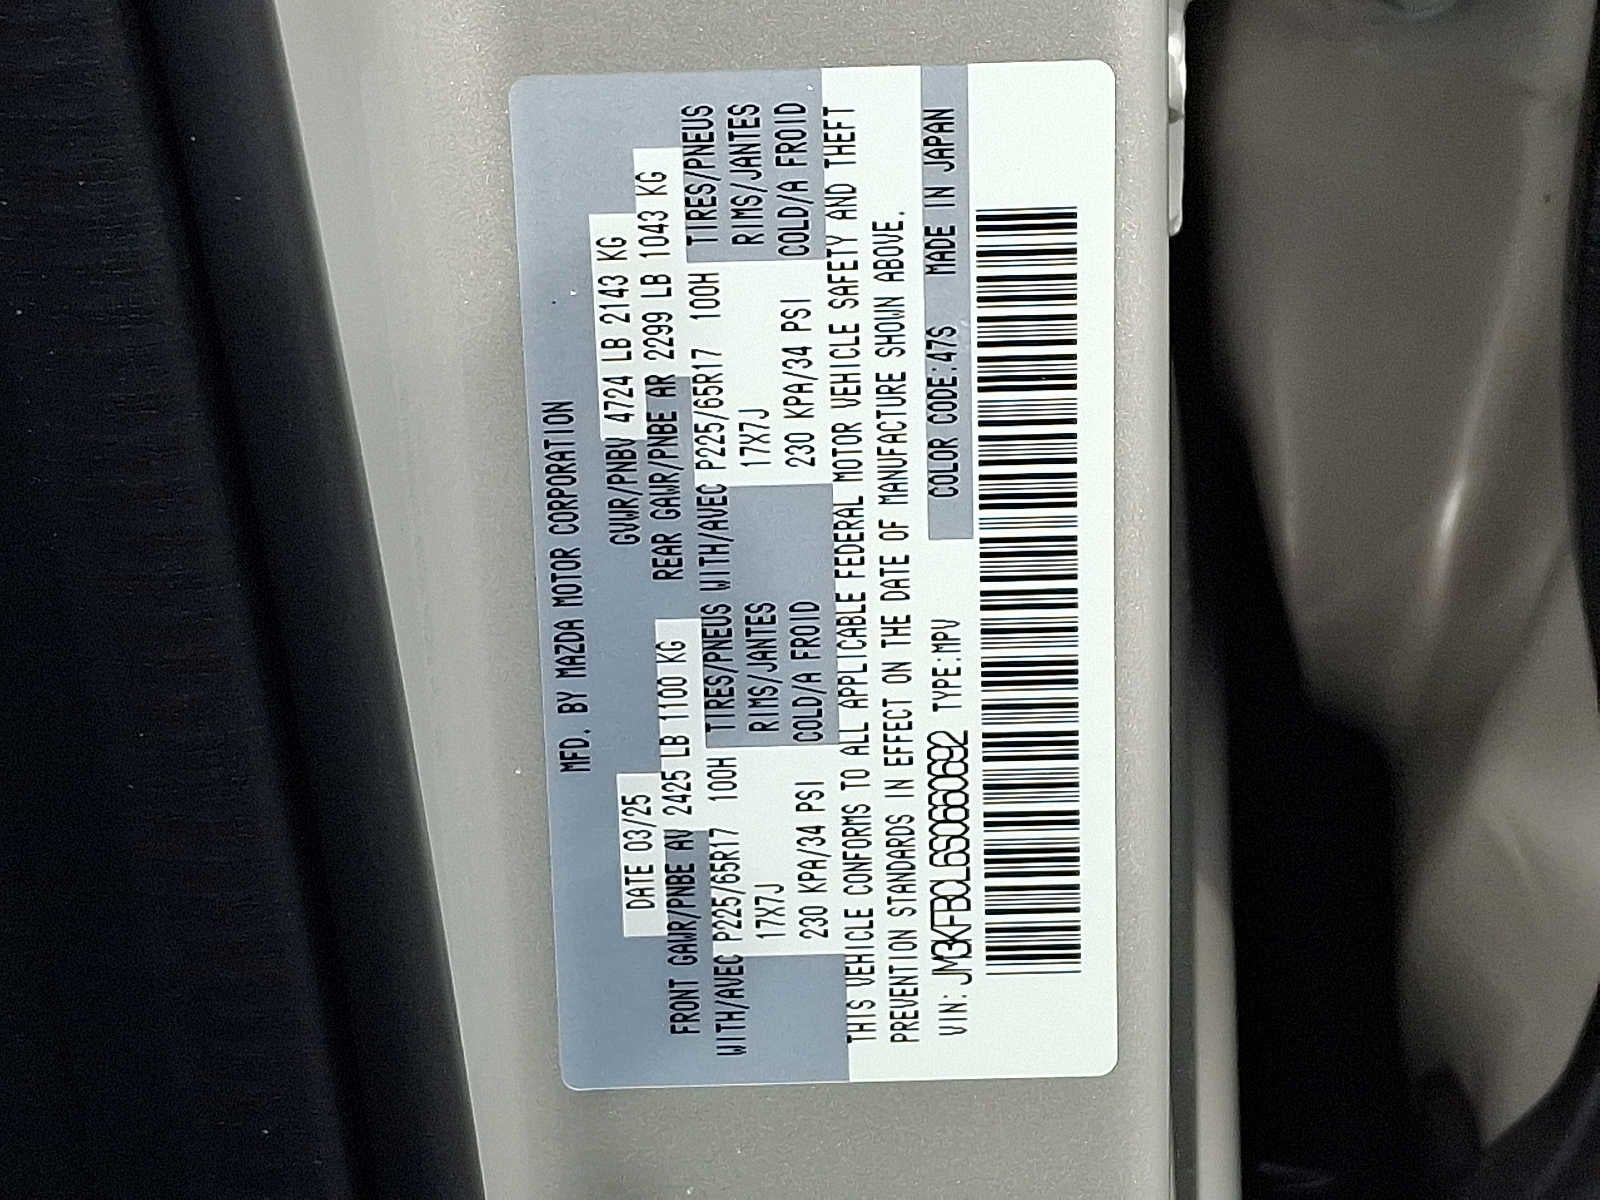 MFD. BY MAZDA MOTOR CORPORATION
DATE 03/25 GVWR/PNBV 4724 LB 2143 KG
FRONT GAWR/PNBE AV 2425 LB 1100 KG REAR GAWR/PNBE AR 2299 LB 1043 KG
WITH/AVEC P225/65R17 100H TIRES/PNEUS WITH/AVEC P225/65R17 100H TIRES/PNEUS
17X7J RIMS/JANTES 17X7J RIMS/JANTES
230 KPA/34 PSI COLD/A FROID 230 KPA/34 PSI COLD/A FROID
THIS VEHICLE CONFORMS TO ALL APPLICABLE FEDERAL MOTOR VEHICLE SAFETY AND THEFT
PREVENTION STANDARDS IN EFFECT ON THE DATE OF MANUFACTURE SHOWN ABOVE.
VIN: JM3KFBCL6S0660692 TYPE:MPV COLOR CODE:47S MADE IN JAPAN